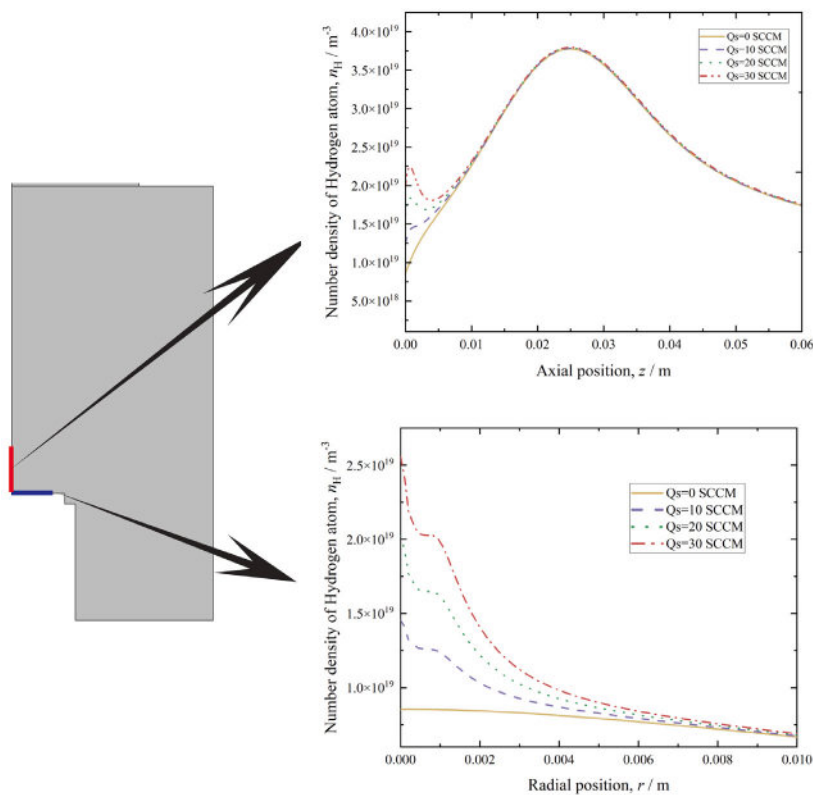 Number density of Hydrogen atom, n_H / m⁻³
4.0×10¹⁹
3.5×10¹⁹
3.0×10¹⁹
2.5×10¹⁹
2.0×10¹⁹
1.5×10¹⁹
1.0×10¹⁹
5.0×10¹⁸
Qs=0 SCCM
Qs=10 SCCM
Qs=20 SCCM
Qs=30 SCCM
0.00 0.01 0.02 0.03 0.04 0.05 0.06
Axial position, z / m
Number density of Hydrogen atom, n_H / m⁻³
2.5×10¹⁹
2.0×10¹⁹
1.5×10¹⁹
1.0×10¹⁹
Qs=0 SCCM
Qs=10 SCCM
Qs=20 SCCM
Qs=30 SCCM
0.000 0.002 0.004 0.006 0.008 0.010
Radial position, r / m